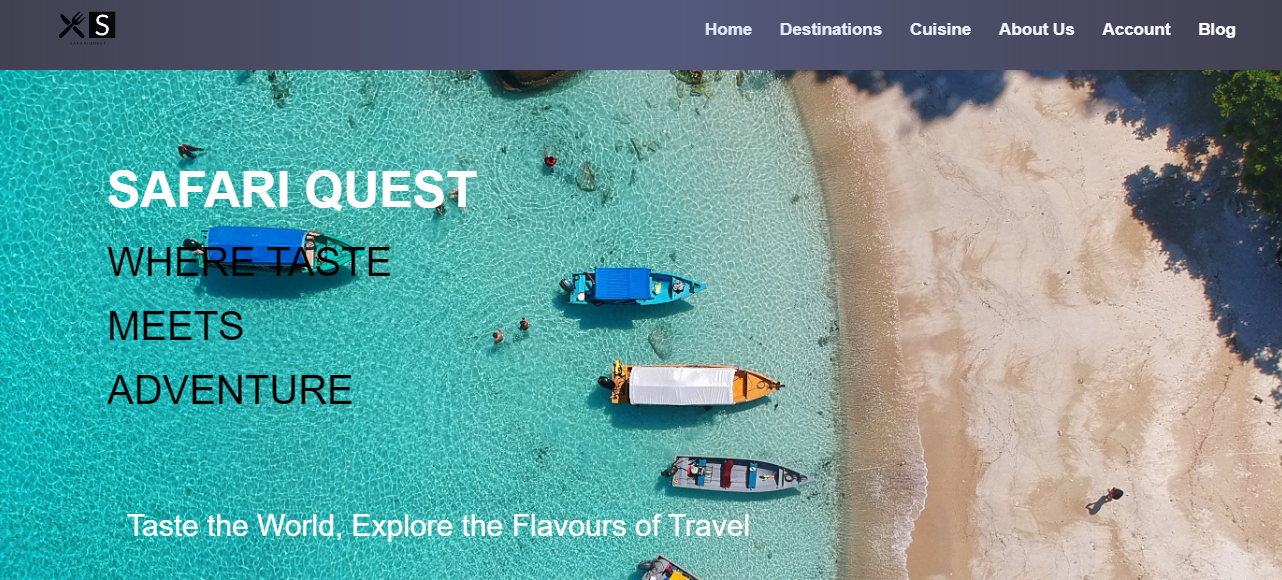 S
SAFARIQUEST
Home Destinations Cuisine About Us Account Blog
SAFARI QUEST
WHERE TASTE
MEETS
ADVENTURE
Taste the World, Explore the Flavours of Travel